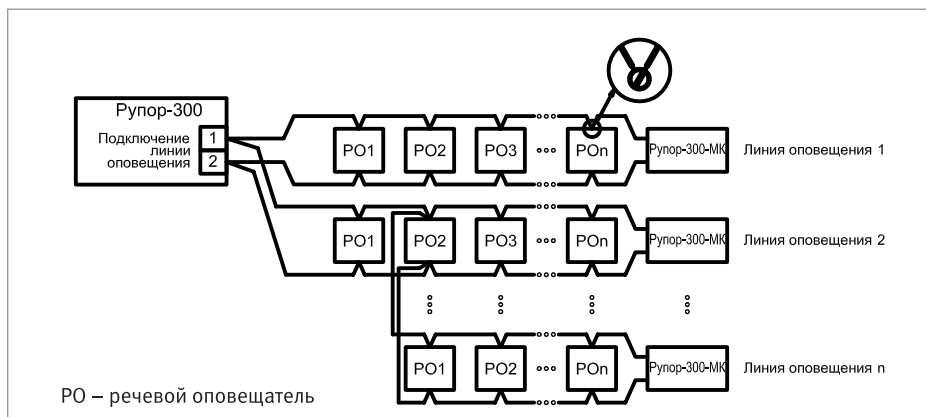 Рупор-300
Подключение
линии
оповещения
1
2
РО1 РО2 РО3 РОn Рупор-300-МК Линия оповещения 1
РО1 РО2 РО3 РОn Рупор-300-МК Линия оповещения 2
РО1 РО2 РОn Рупор-300-МК Линия оповещения n
РО – речевой оповещатель